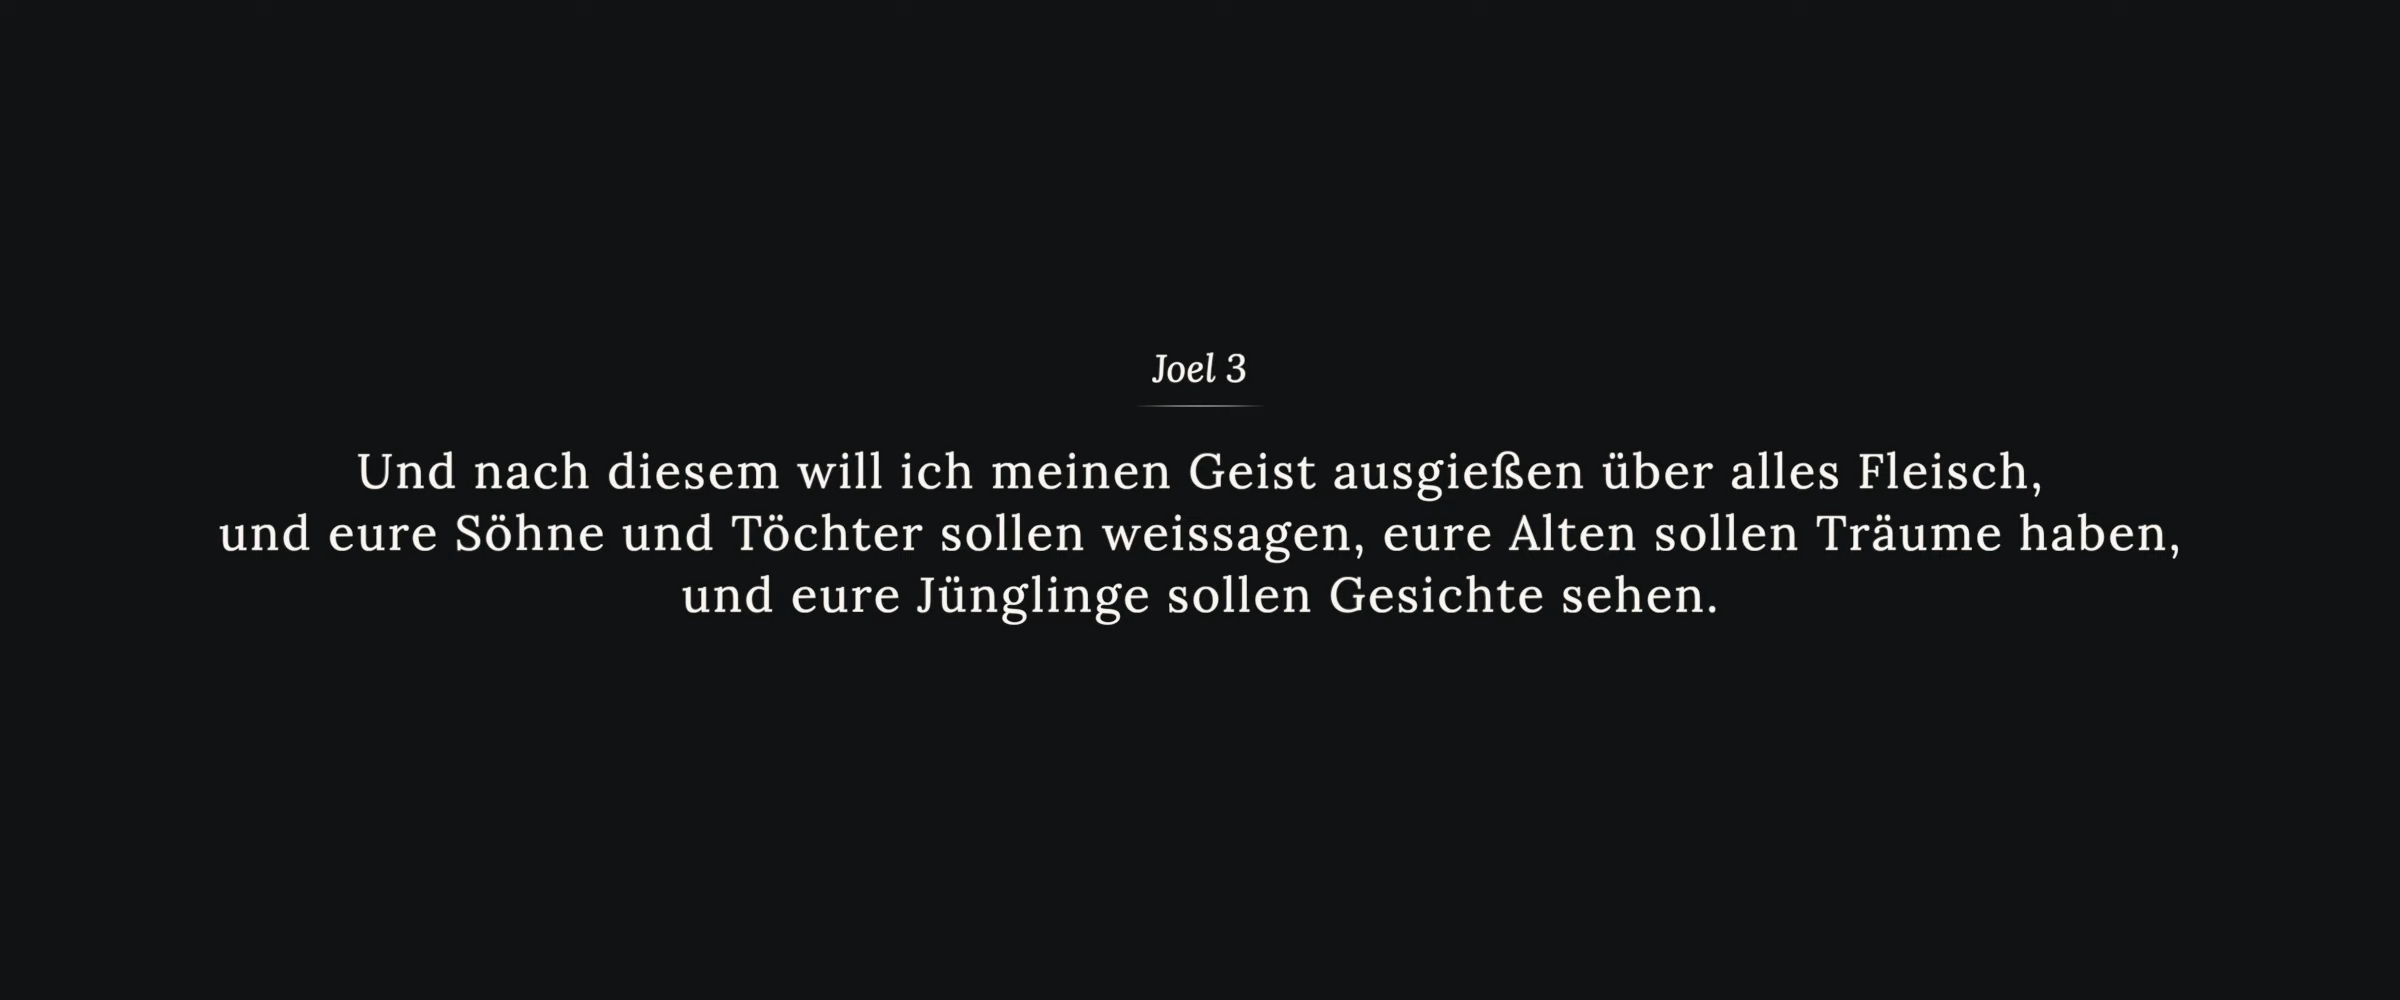 Joel 3
Und nach diesem will ich meinen Geist ausgießen über alles Fleisch,
und eure Söhne und Töchter sollen weissagen, eure Alten sollen Träume haben,
und eure Jünglinge sollen Gesichte sehen.